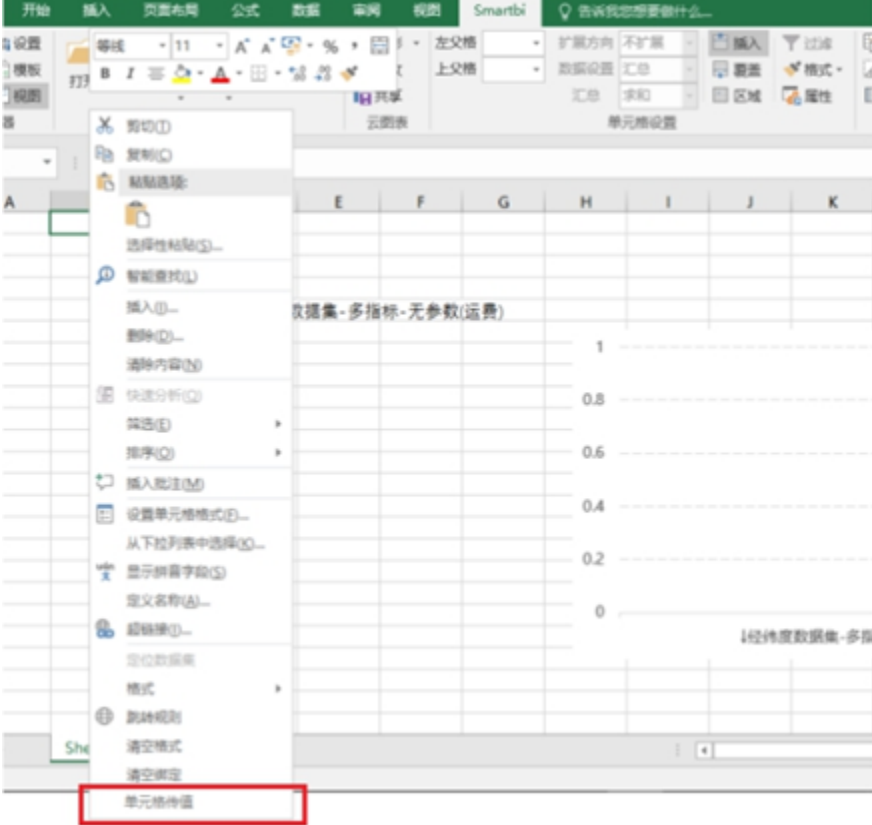 开始 插入 页面布局 公式 数据 审阅 视图 Smartbi 告诉我您想要做什么...
设置 等线 11 A A % , 左父格 扩展方向 不扩展 插入 过滤
模板 B I A 上父格 数据设置 汇总 覆盖 格式
视图 共享 汇总 求和 区域 属性
云图表 单元格设置
剪切(T)
复制(C)
粘贴选项:
A E F G H I J K
选择性粘贴(S)...
智能查找(L)
插入(I)...
数据集-多指标-无参数(运费)
删除(D)...
1
清除内容(N)
快速分析(Q)
0.8
筛选(E)
排序(O)
0.6
插入批注(M)
0.4
设置单元格格式(F)...
从下拉列表中选择(K)...
0.2
显示拼音字段(S)
定义名称(A)...
0
超链接(I)...
↓经纬度数据集-多指
定位数据集
格式
跳转规则
She
清空格式
清空绑定
单元格传值